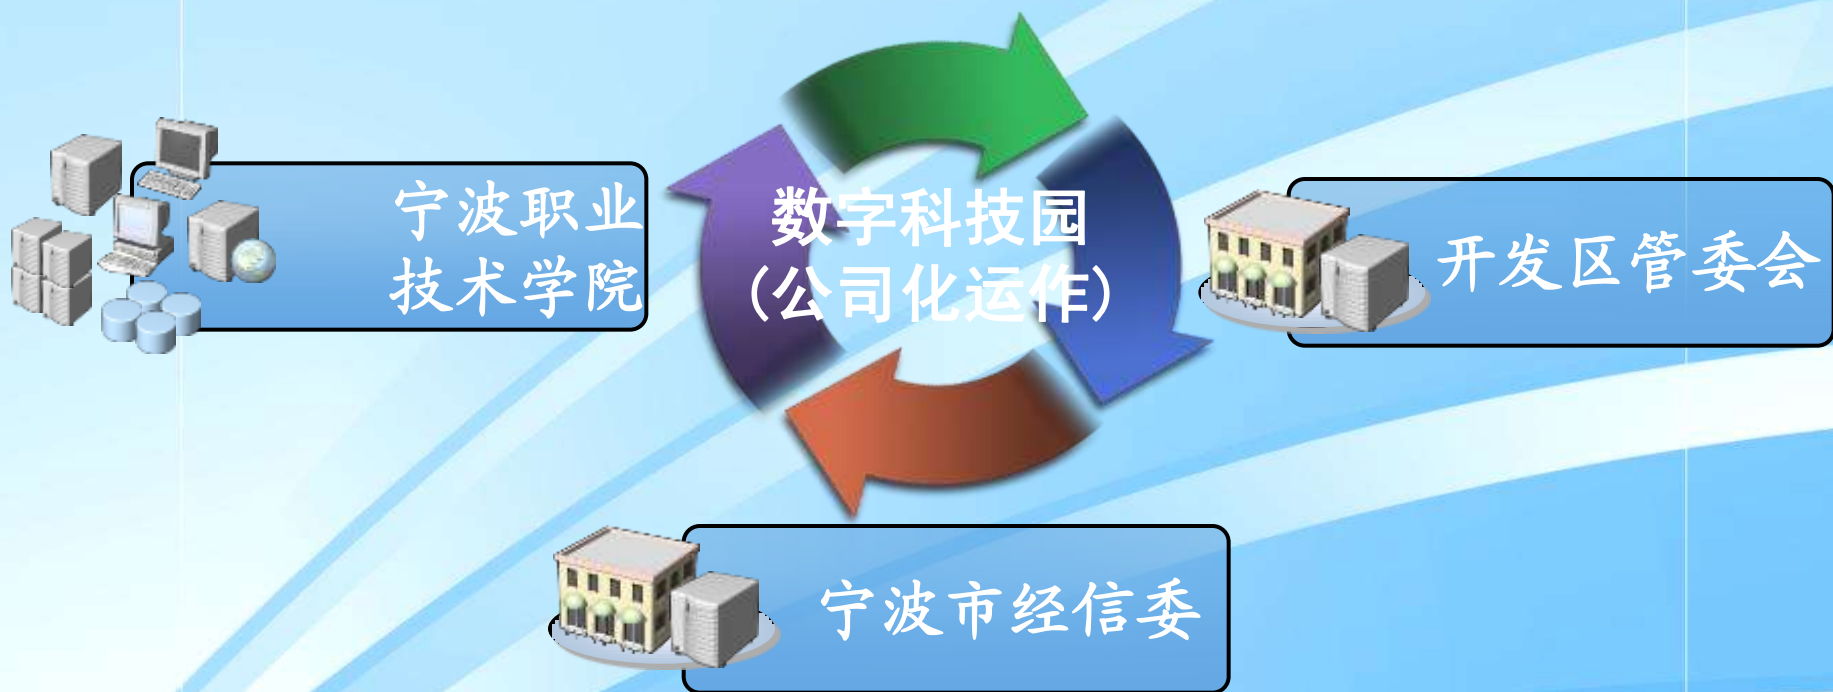 宁波职业
技术学院
数字科技园
(公司化运作)
开发区管委会
宁波市经信委